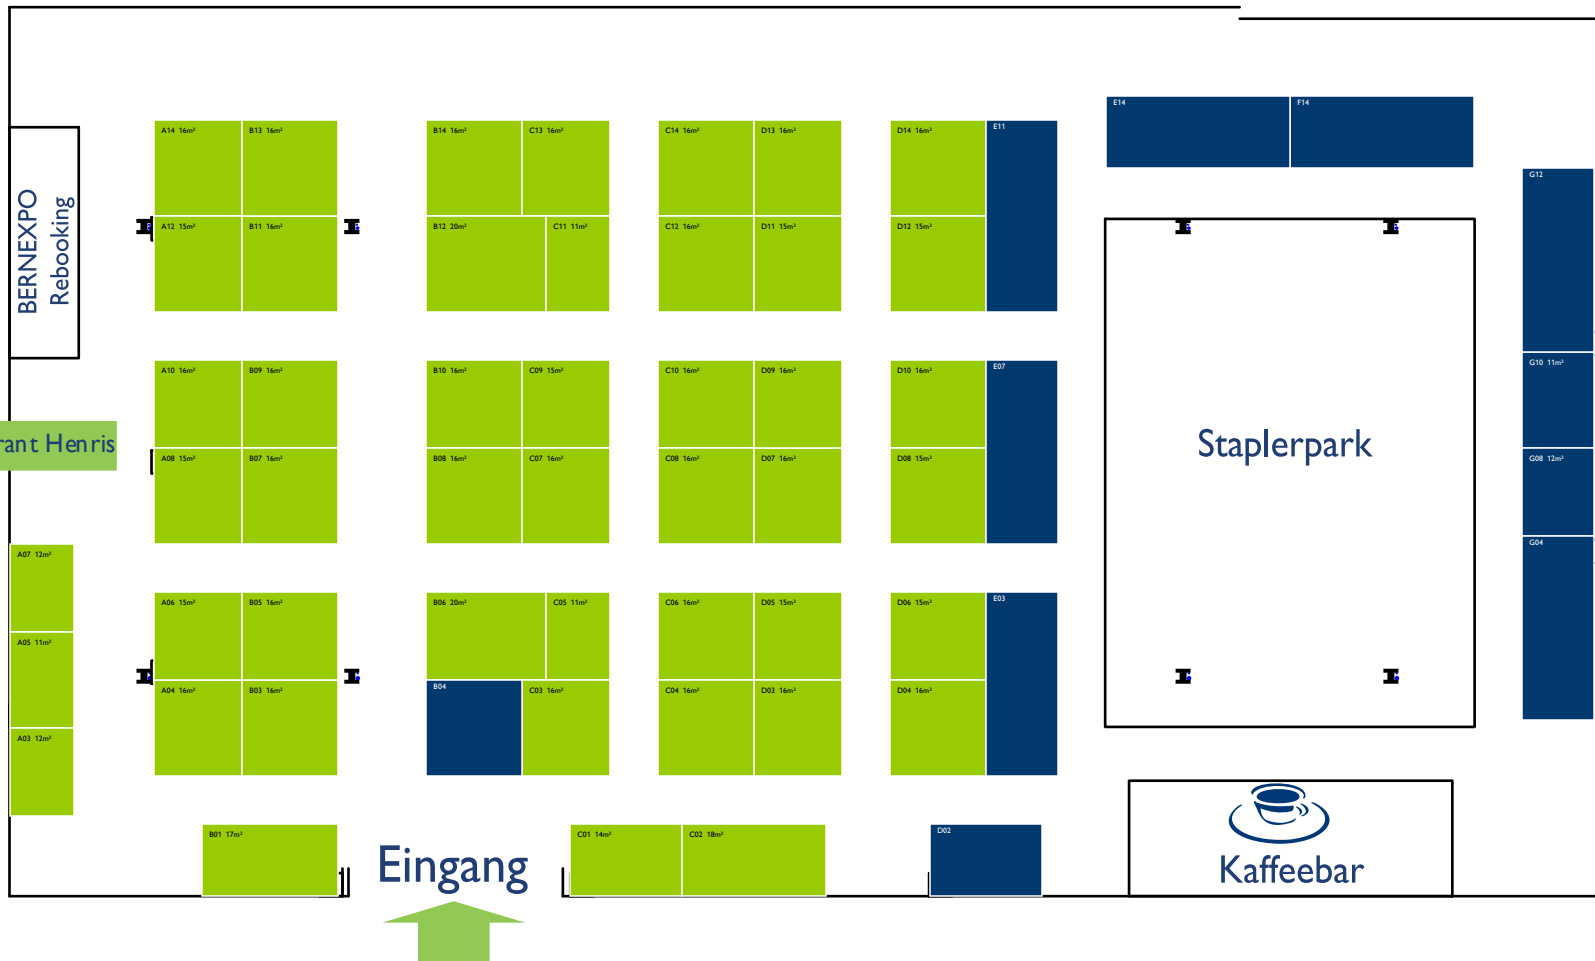 E14
F14
A14 16m²
B13 16m²
B14 16m²
C13 16m²
C14 16m²
D13 16m²
D14 16m²
E11
G12
BERNEXPO
Rebooking
A12 15m²
B11 16m²
B12 20m²
C11 11m²
C12 16m²
D11 15m²
D12 15m²
A10 16m²
B09 16m²
B10 16m²
C09 15m²
C10 16m²
D09 16m²
D10 16m²
E07
G10 11m²
rant Henris
Staplerpark
A08 15m²
B07 16m²
B08 16m²
C07 16m²
C08 16m²
D07 16m²
D08 15m²
G08 12m²
A07 12m²
G04
A06 15m²
B05 16m²
B06 20m²
C05 11m²
C06 16m²
D05 15m²
D06 15m²
E03
A05 11m²
A04 16m²
B03 16m²
B04
C03 16m²
C04 16m²
D03 16m²
D04 16m²
A03 12m²
B01 17m²
Eingang
C01 14m²
C02 18m²
D02
Kaffeebar